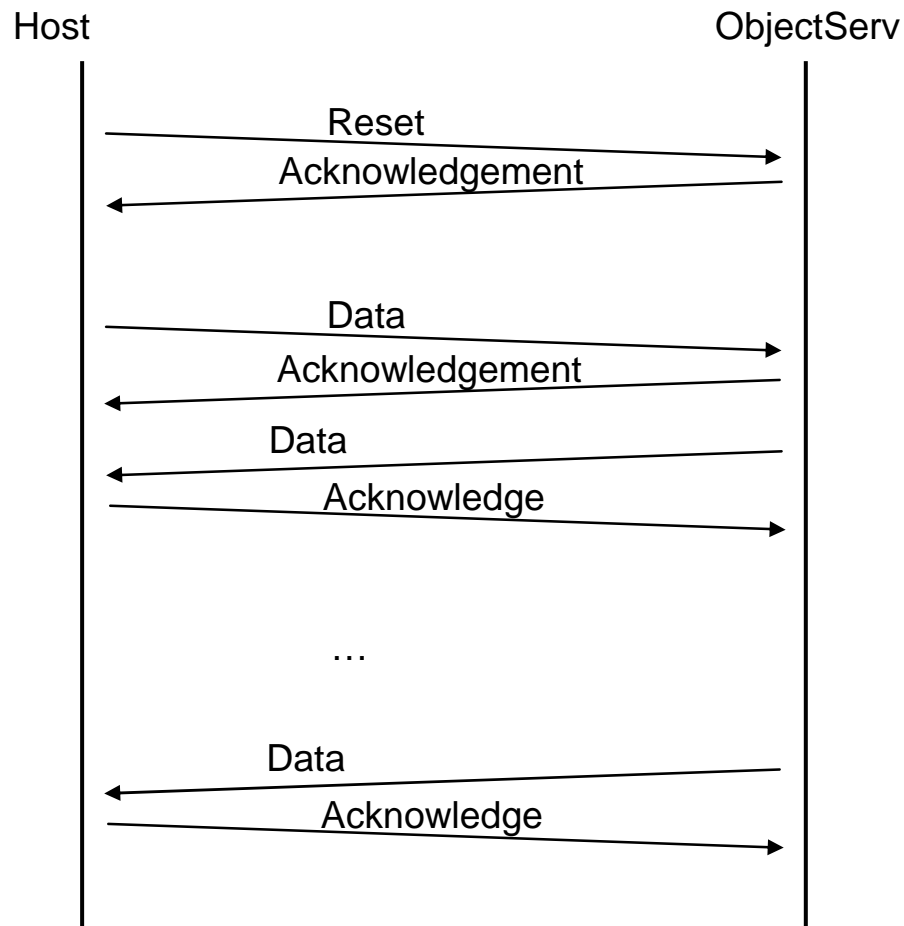 Host
ObjectServ
Reset
Acknowledgement
Data
Acknowledgement
Data
Acknowledge
…
Data
Acknowledge